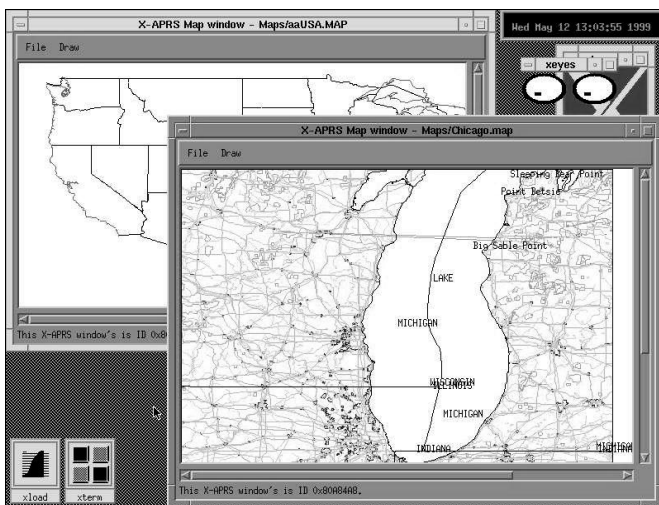 X-APRS Map window - Maps/aaUSA.MAP
Wed May 12 13:03:55 1999
File Draw
xeyes
X-APRS Map window - Maps/Chicago.map
File Draw
Sleeping Bear Point
Point Betsie
Big Sable Point
LAKE
MICHIGAN
WISCONSIN
ILLINOIS
MICHIGAN
INDIANA
MICHIGAN
INDIANA
This X-APRS window's is ID
This X-APRS window's is ID 0x80A84A8.
xload
xterm